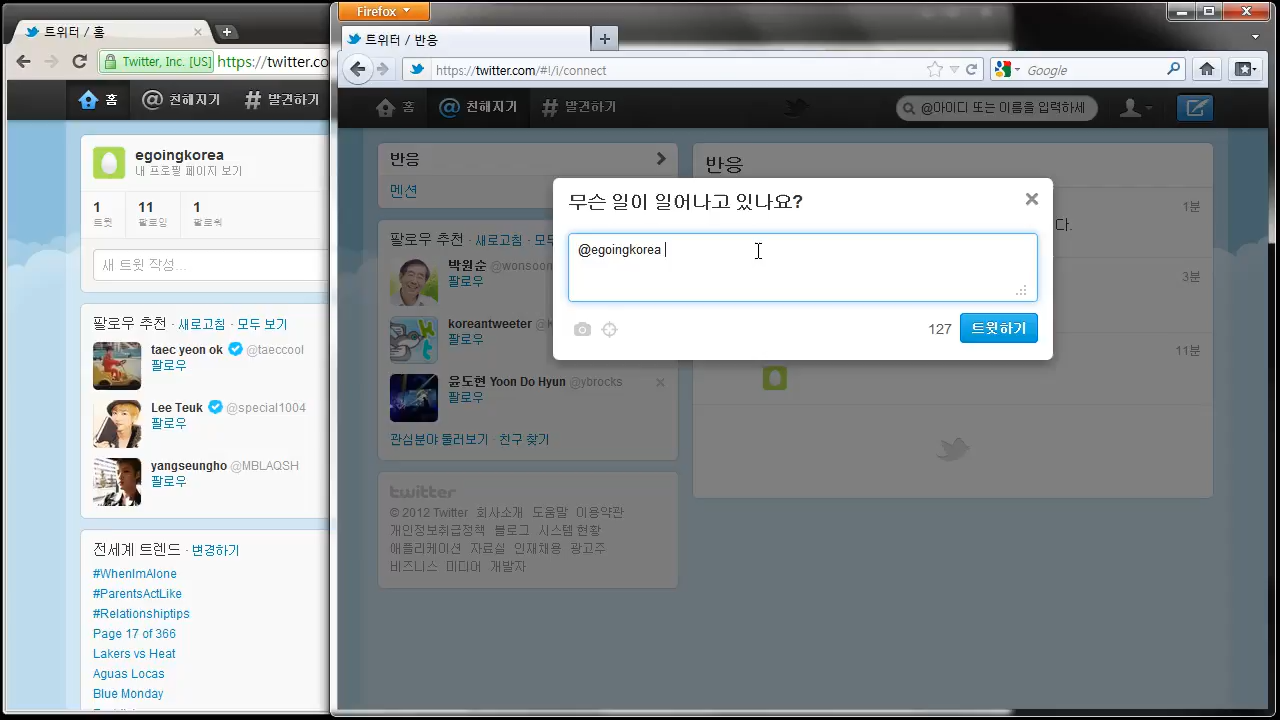 트위터 / 홈
Twitter, Inc. [US]
https://twitter.co
홈
친해지기
발견하기
egoingkorea
내 프로필 페이지 보기
1
트윗
11
팔로잉
1
팔로워
새 트윗 작성...
팔로우 추천 · 새로고침 · 모두 보기
taec yeon ok @taeccool
팔로우
Lee Teuk @special1004
팔로우
yangseungho @MBLAQSH
팔로우
전세계 트렌드 · 변경하기
#WhenImAlone
#ParentsActLike
#Relationshiptips
Page 17 of 366
Lakers vs Heat
Aguas Locas
Blue Monday
Firefox
트위터 / 반응
https://twitter.com/#!/i/connect
Google
홈
친해지기
발견하기
@아이디 또는 이름을 입력하세
반응
멘션
팔로우 추천 · 새로고침 · 모두
박원순 @wonsoon
팔로우
koreantweeter @K
팔로우
윤도현 Yoon Do Hyun @ybrocks
팔로우
관심분야 둘러보기 · 친구 찾기
twitter
© 2012 Twitter 회사소개 도움말 이용약관
개인정보취급정책 블로그 시스템 현황
애플리케이션 자료실 인재채용 광고주
비즈니스 미디어 개발자
반응
1분
다.
3분
11분
무슨 일이 일어나고 있나요?
@egoingkorea
127
트윗하기